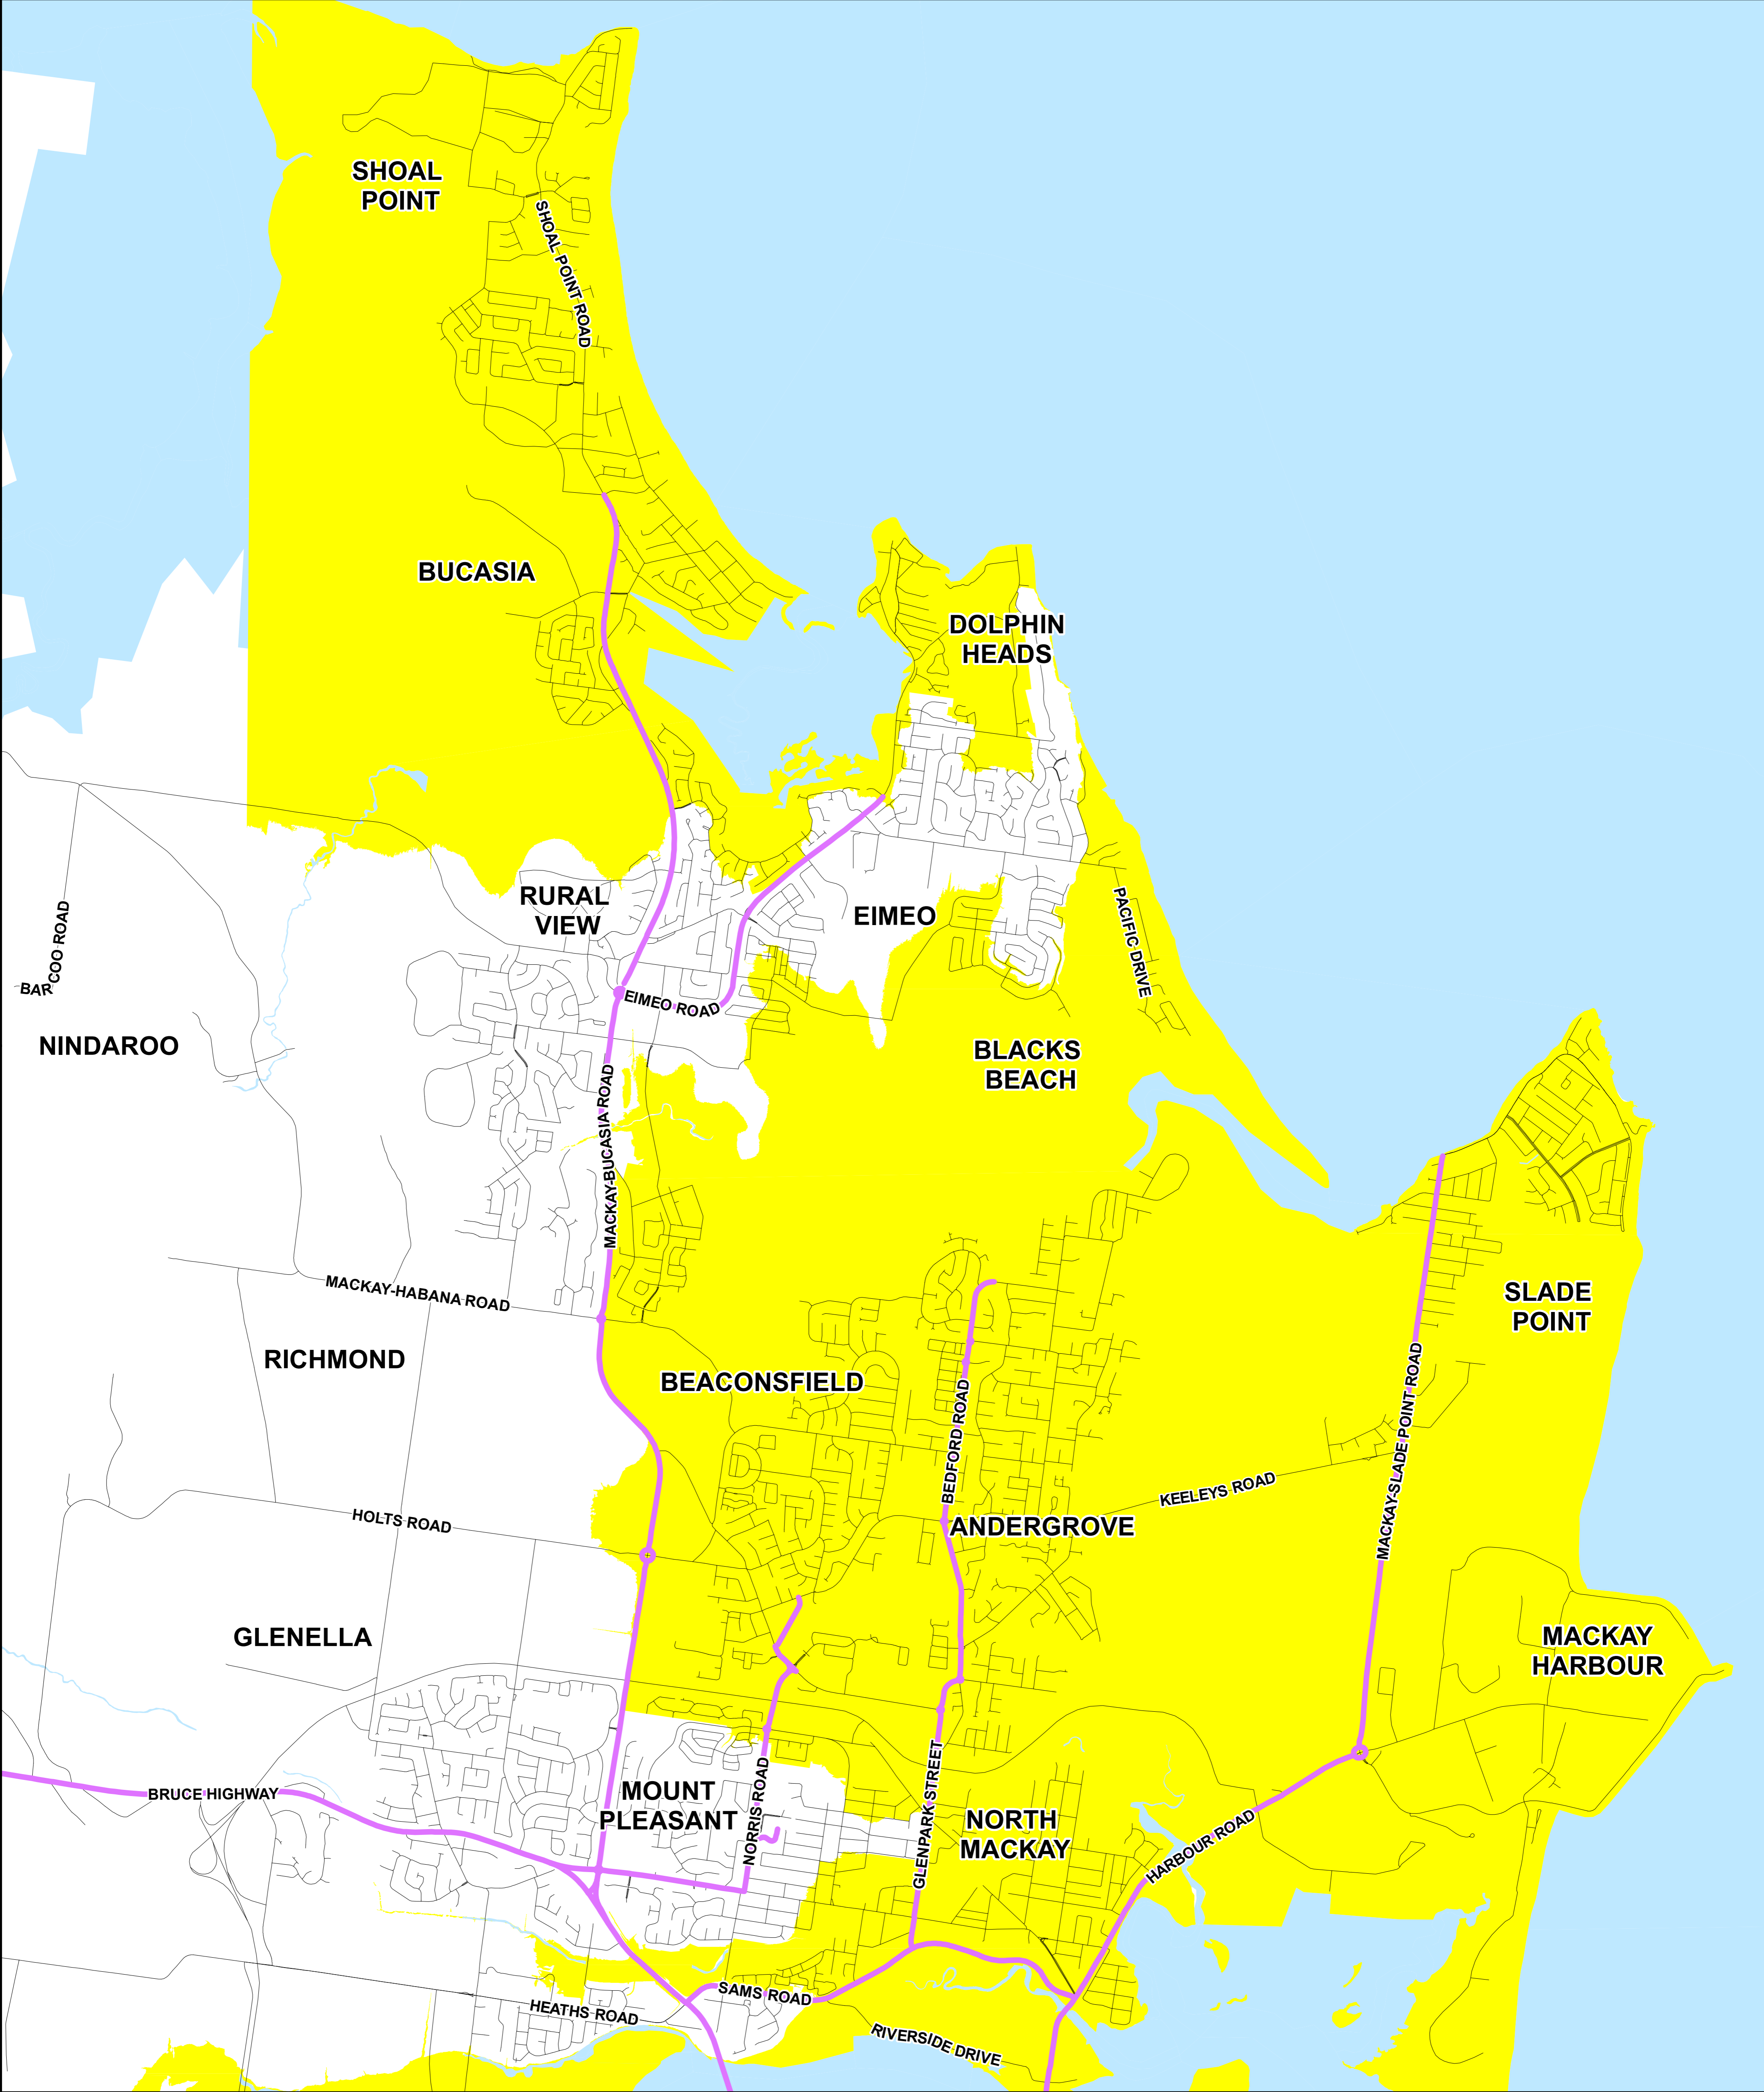 SHOAL
POINT
SHOAL POINT ROAD
BUCASIA
DOLPHIN
HEADS
RURAL
VIEW
EIMEO
PACIFIC DRIVE
BARCOO ROAD
EIMEO ROAD
NINDAROO
BLACKS
BEACH
MACKAY-BUCASIA ROAD
MACKAY-HABANA ROAD
SLADE
POINT
RICHMOND
BEACONSFIELD
BEDFORD ROAD
MACKAY-SLADE POINT ROAD
KEELEYS ROAD
HOLTS ROAD
ANDERGROVE
GLENELLA
MACKAY
HARBOUR
BRUCE HIGHWAY
MOUNT
PLEASANT
NORRIS ROAD
GLENPARK STREET
NORTH
MACKAY
HARBOUR ROAD
SAMS ROAD
HEATHS ROAD
RIVERSIDE DRIVE